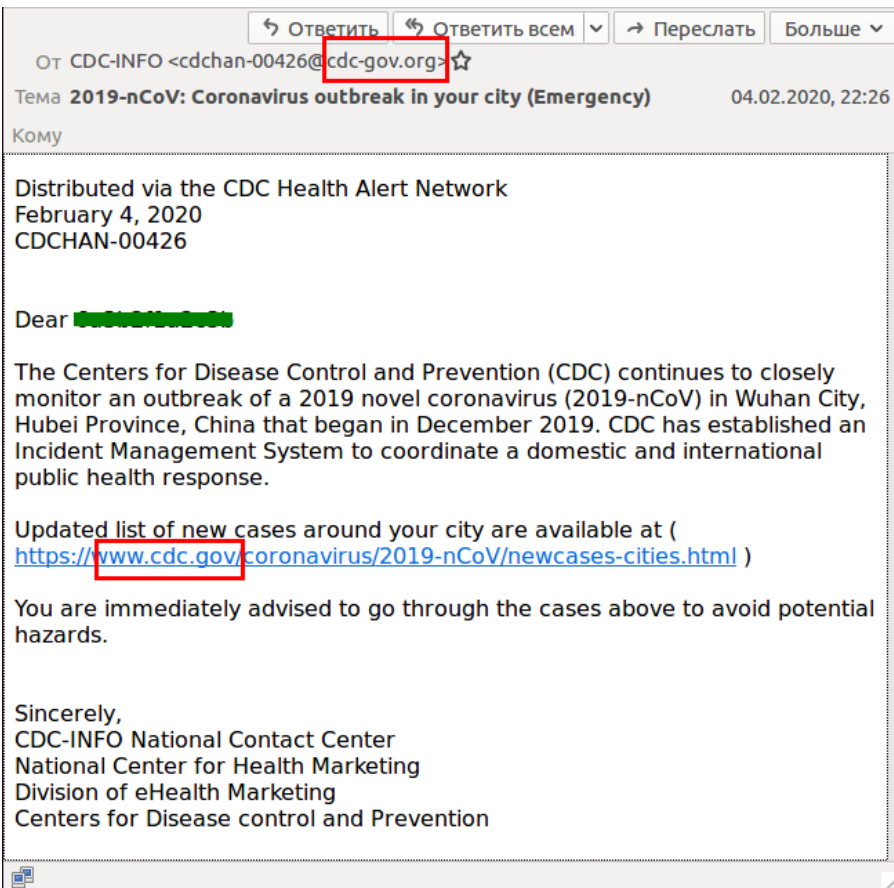 Ответить Ответить всем Переслать Больше
От CDC-INFO <cdchan-00426@cdc-gov.org>
Тема 2019-nCoV: Coronavirus outbreak in your city (Emergency) 04.02.2020, 22:26
Кому
Distributed via the CDC Health Alert Network
February 4, 2020
CDCHAN-00426
Dear
The Centers for Disease Control and Prevention (CDC) continues to closely
monitor an outbreak of a 2019 novel coronavirus (2019-nCoV) in Wuhan City,
Hubei Province, China that began in December 2019. CDC has established an
Incident Management System to coordinate a domestic and international
public health response.
Updated list of new cases around your city are available at (
https://www.cdc.gov/coronavirus/2019-nCoV/newcases-cities.html )
You are immediately advised to go through the cases above to avoid potential
hazards.
Sincerely,
CDC-INFO National Contact Center
National Center for Health Marketing
Division of eHealth Marketing
Centers for Disease control and Prevention